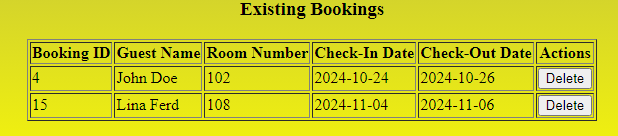 Existing Bookings
Booking ID Guest Name Room Number Check-In Date Check-Out Date Actions
4 John Doe 102 2024-10-24 2024-10-26 Delete
15 Lina Ferd 108 2024-11-04 2024-11-06 Delete